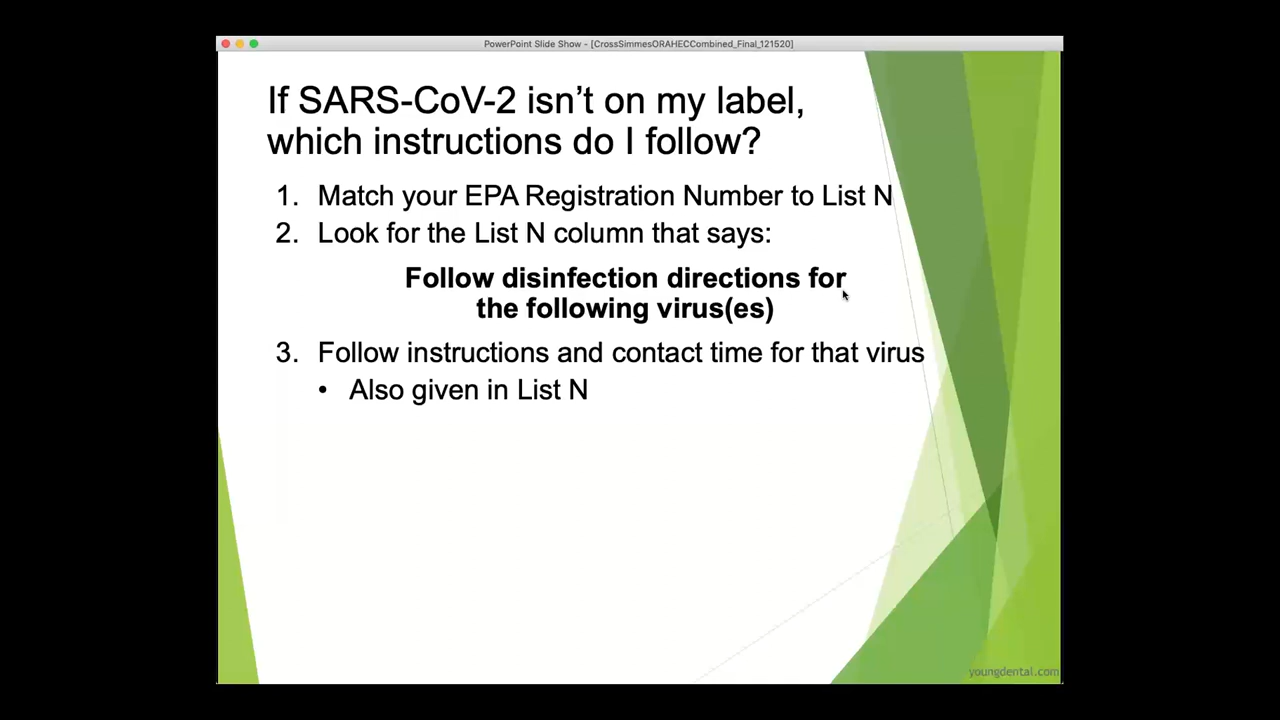 PowerPoint Slide Show - [CrossSimmesORAHECCombined_Final_121520]
If SARS-CoV-2 isn’t on my label,
which instructions do I follow?
1. Match your EPA Registration Number to List N
2. Look for the List N column that says:
Follow disinfection directions for
the following virus(es)
3. Follow instructions and contact time for that virus
• Also given in List N
youngdental.com